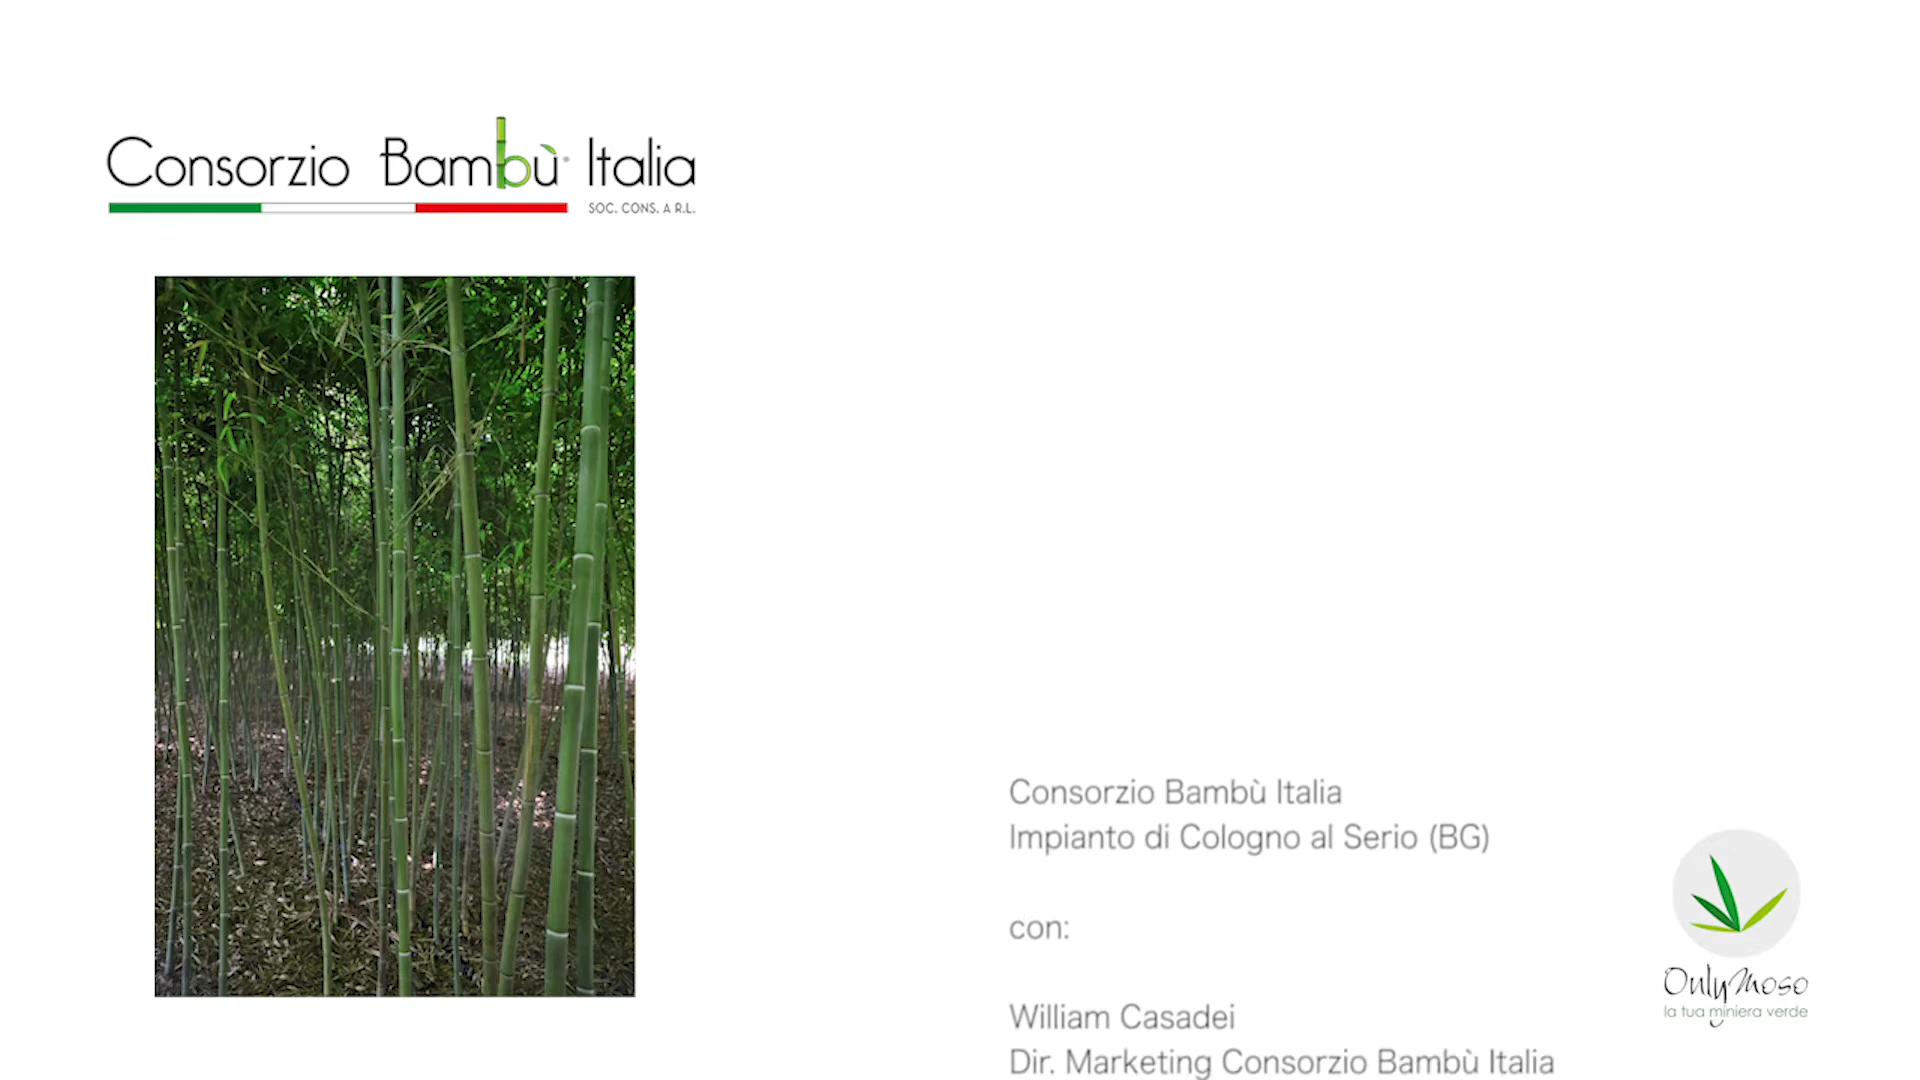 Consorzio Bambù® Italia
SOC. CONS. A R.L.
Consorzio Bambù Italia
Impianto di Cologno al Serio (BG)
con:
William Casadei
Dir. Marketing Consorzio Bambù Italia
OnlyMoso
la tua miniera verde